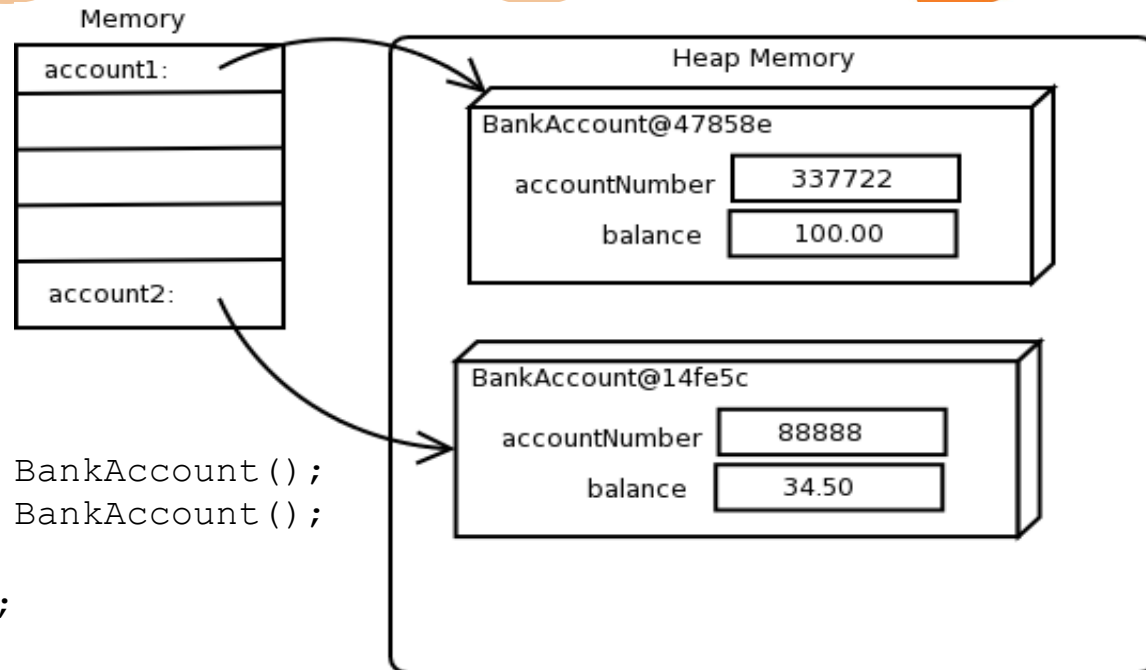 Memory
account1:
account2:
Heap Memory
BankAccount@47858e
accountNumber 337722
balance 100.00
BankAccount@14fe5c
accountNumber 88888
balance 34.50
BankAccount();
BankAccount();
;